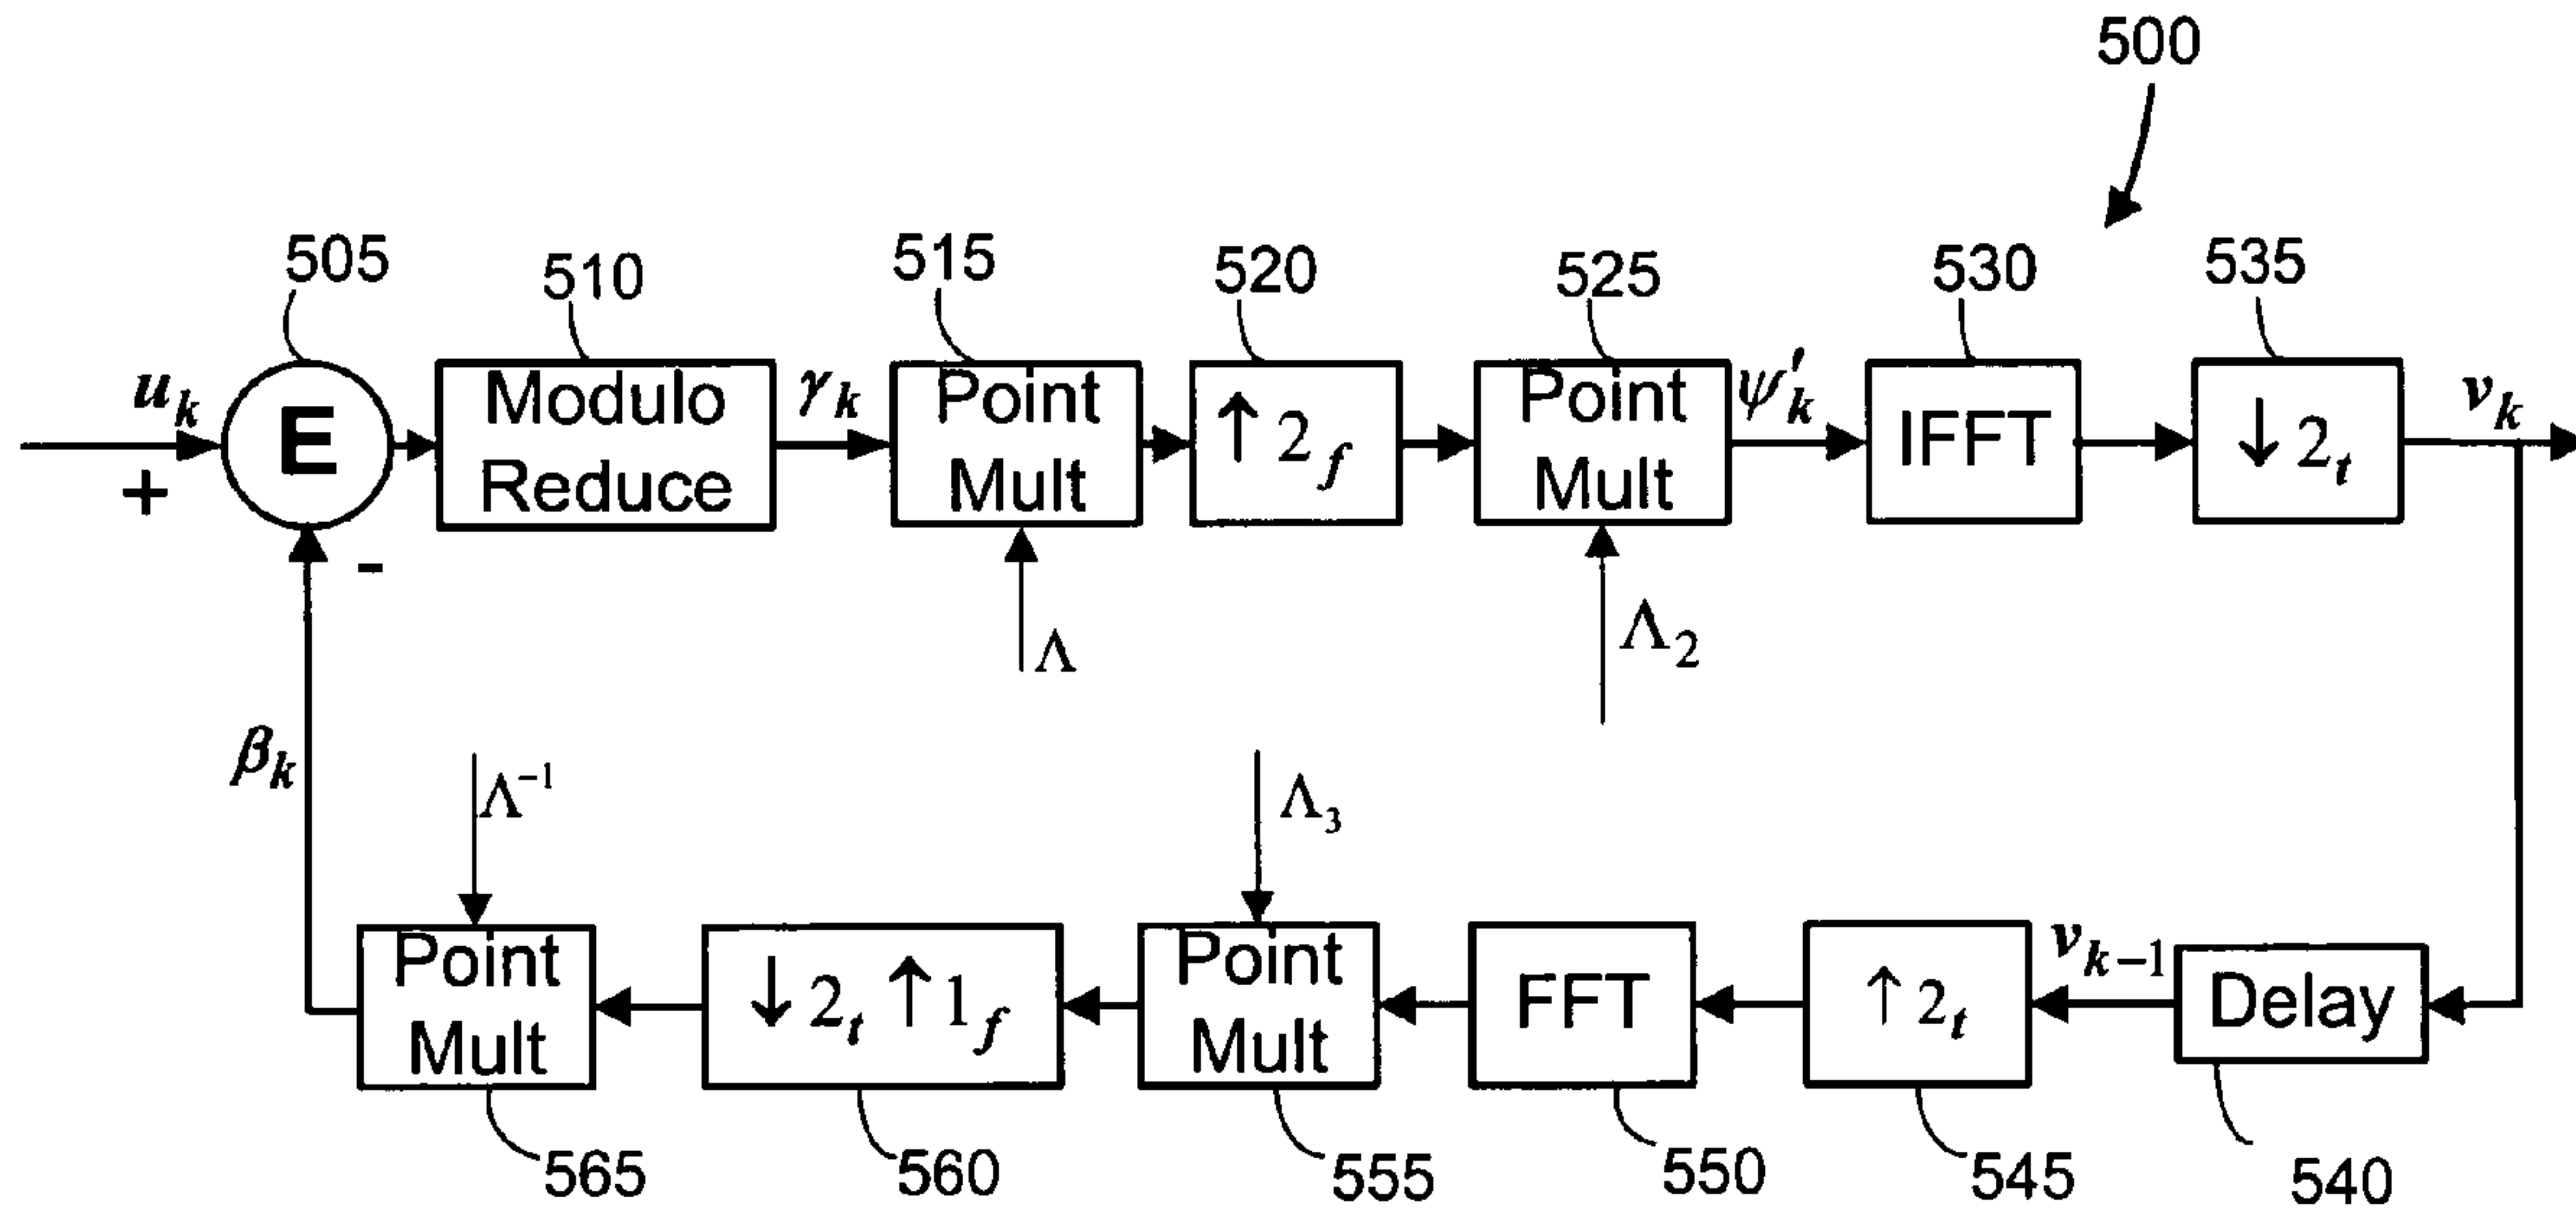 500
505
510
515
520
525
530
535
u_k
+
E
-
Modulo
Reduce
γ_k
Point
Mult
Λ
↑ 2_f
Point
Mult
Λ_2
ψ'_k
IFFT
↓ 2_t
v_k
β_k
Λ^{-1}
Point
Mult
↓ 2_t ↑ 1_f
Λ_3
Point
Mult
FFT
↑ 2_t
v_{k-1}
Delay
565
560
555
550
545
540